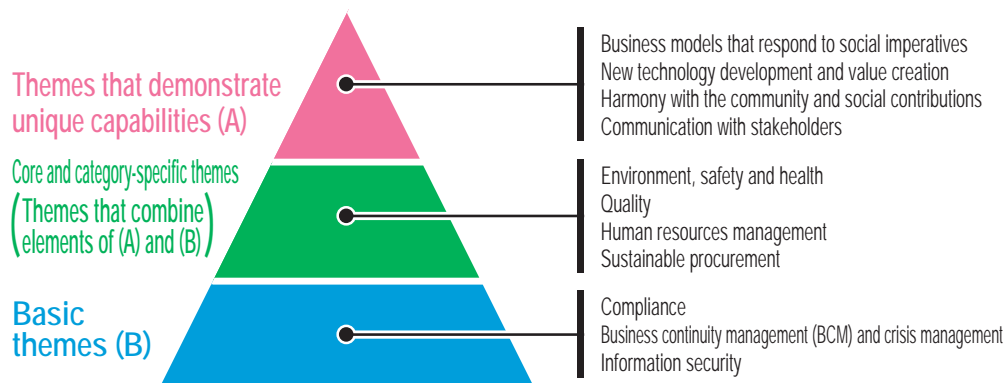 Themes that demonstrate
unique capabilities (A)
Business models that respond to social imperatives
New technology development and value creation
Harmony with the community and social contributions
Communication with stakeholders
Core and category-specific themes
(Themes that combine
elements of (A) and (B))
Environment, safety and health
Quality
Human resources management
Sustainable procurement
Basic
themes (B)
Compliance
Business continuity management (BCM) and crisis management
Information security